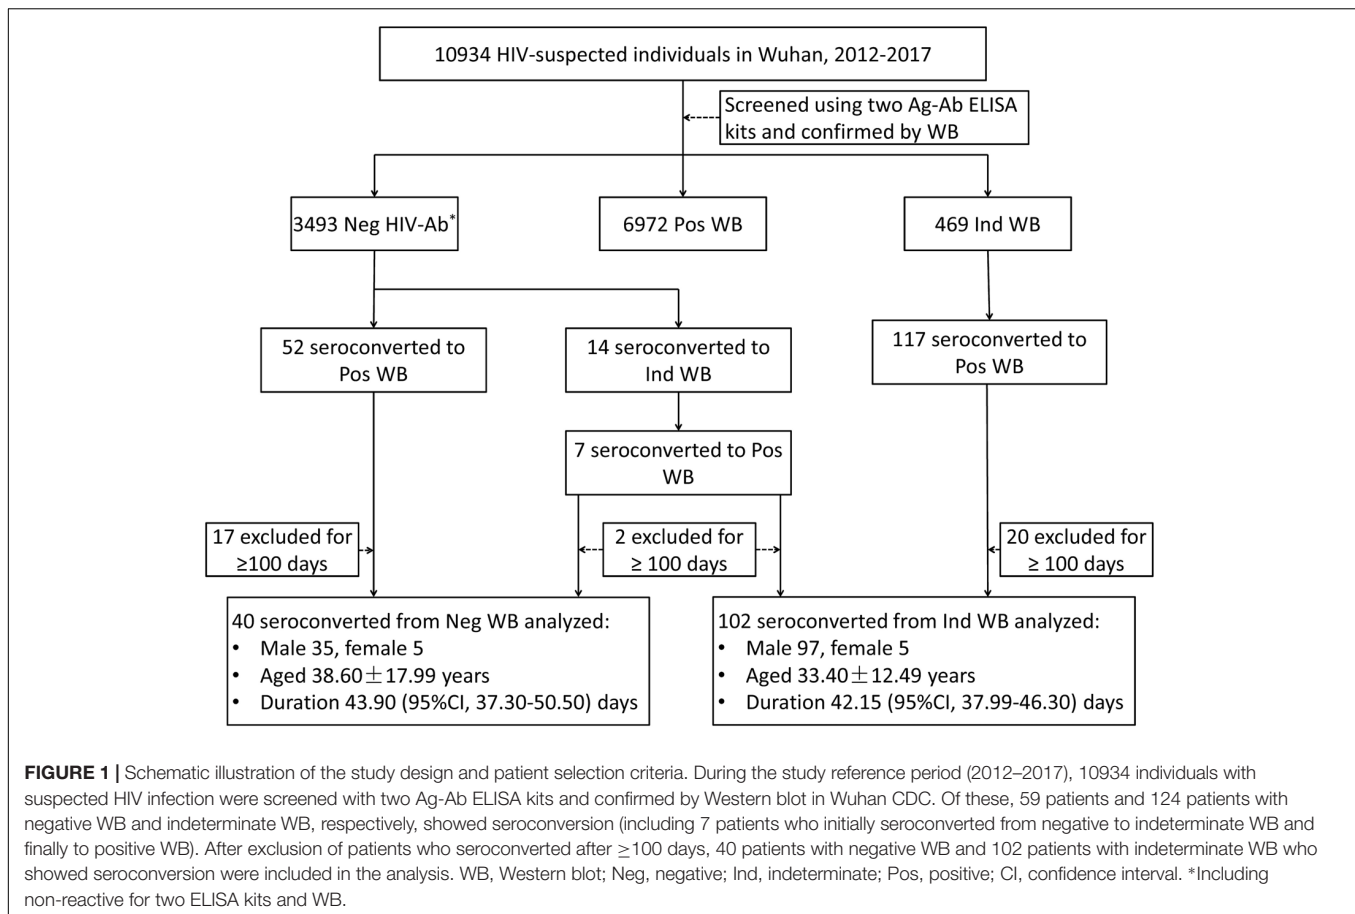 10934 HIV-suspected individuals in Wuhan, 2012-2017
Screened using two Ag-Ab ELISA
kits and confirmed by WB
3493 Neg HIV-Ab*
6972 Pos WB
469 Ind WB
52 seroconverted to
Pos WB
14 seroconverted to
Ind WB
117 seroconverted to
Pos WB
7 seroconverted to Pos
WB
17 excluded for
≥100 days
2 excluded for
≥ 100 days
20 excluded for
≥ 100 days
40 seroconverted from Neg WB analyzed:
• Male 35, female 5
• Aged 38.60±17.99 years
• Duration 43.90 (95%CI, 37.30-50.50) days
102 seroconverted from Ind WB analyzed:
• Male 97, female 5
• Aged 33.40±12.49 years
• Duration 42.15 (95%CI, 37.99-46.30) days
FIGURE 1 | Schematic illustration of the study design and patient selection criteria. During the study reference period (2012–2017), 10934 individuals with
suspected HIV infection were screened with two Ag-Ab ELISA kits and confirmed by Western blot in Wuhan CDC. Of these, 59 patients and 124 patients with
negative WB and indeterminate WB, respectively, showed seroconversion (including 7 patients who initially seroconverted from negative to indeterminate WB and
finally to positive WB). After exclusion of patients who seroconverted after ≥100 days, 40 patients with negative WB and 102 patients with indeterminate WB who
showed seroconversion were included in the analysis. WB, Western blot; Neg, negative; Ind, indeterminate; Pos, positive; CI, confidence interval. *Including
non-reactive for two ELISA kits and WB.